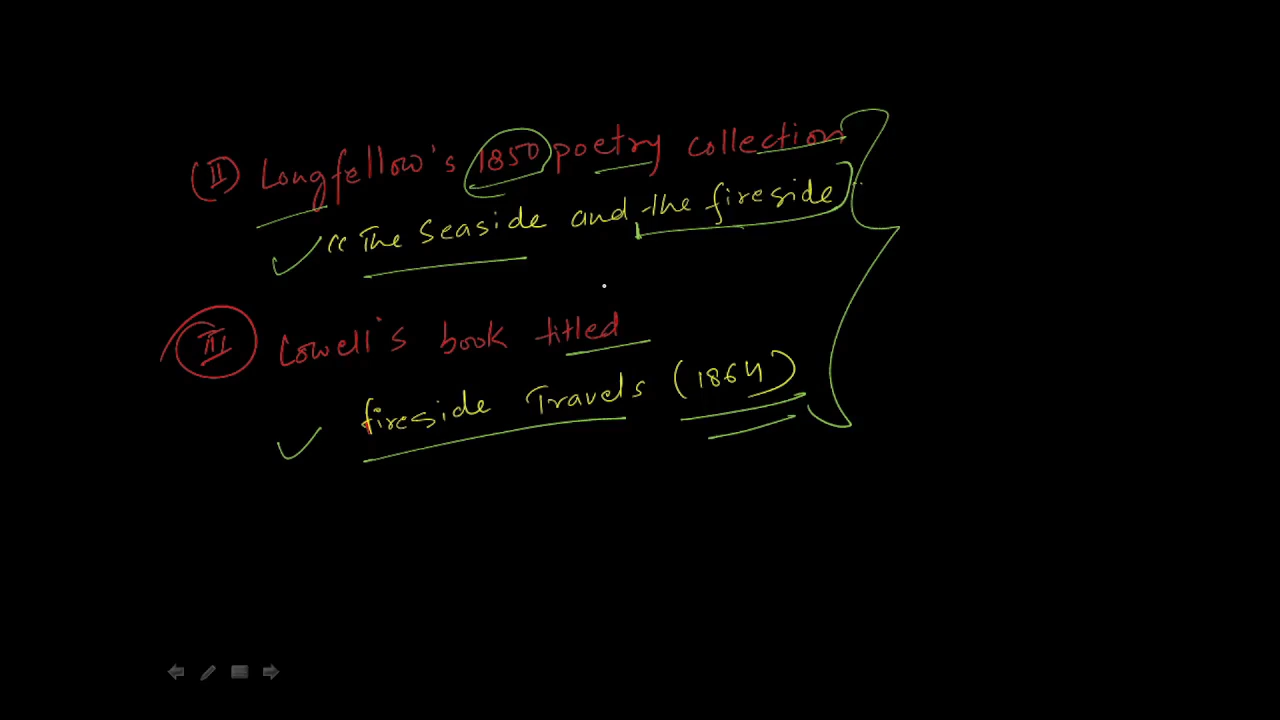 (II) Longfellow's 1850 poetry collection
"The Seaside and the fireside
III Lowell's book titled
fireside Travels (1864)